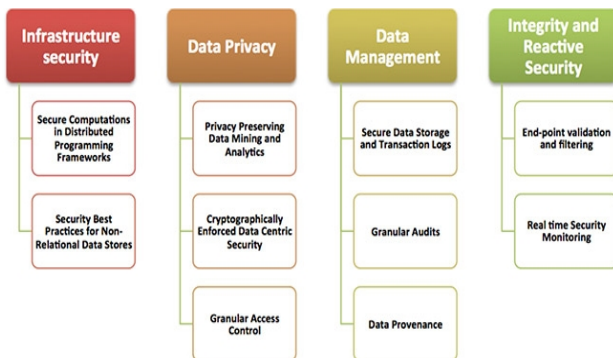 Infrastructure
security
Secure Computations
in Distributed
Programming
Frameworks
Security Best
Practices for Non-
Relational Data Stores
Data Privacy
Privacy Preserving
Data Mining and
Analytics
Cryptographically
Enforced Data Centric
Security
Granular Access
Control
Data
Management
Secure Data Storage
and Transaction Logs
Granular Audits
Data Provenance
Integrity and
Reactive
Security
End-point validation
and filtering
Real time Security
Monitoring